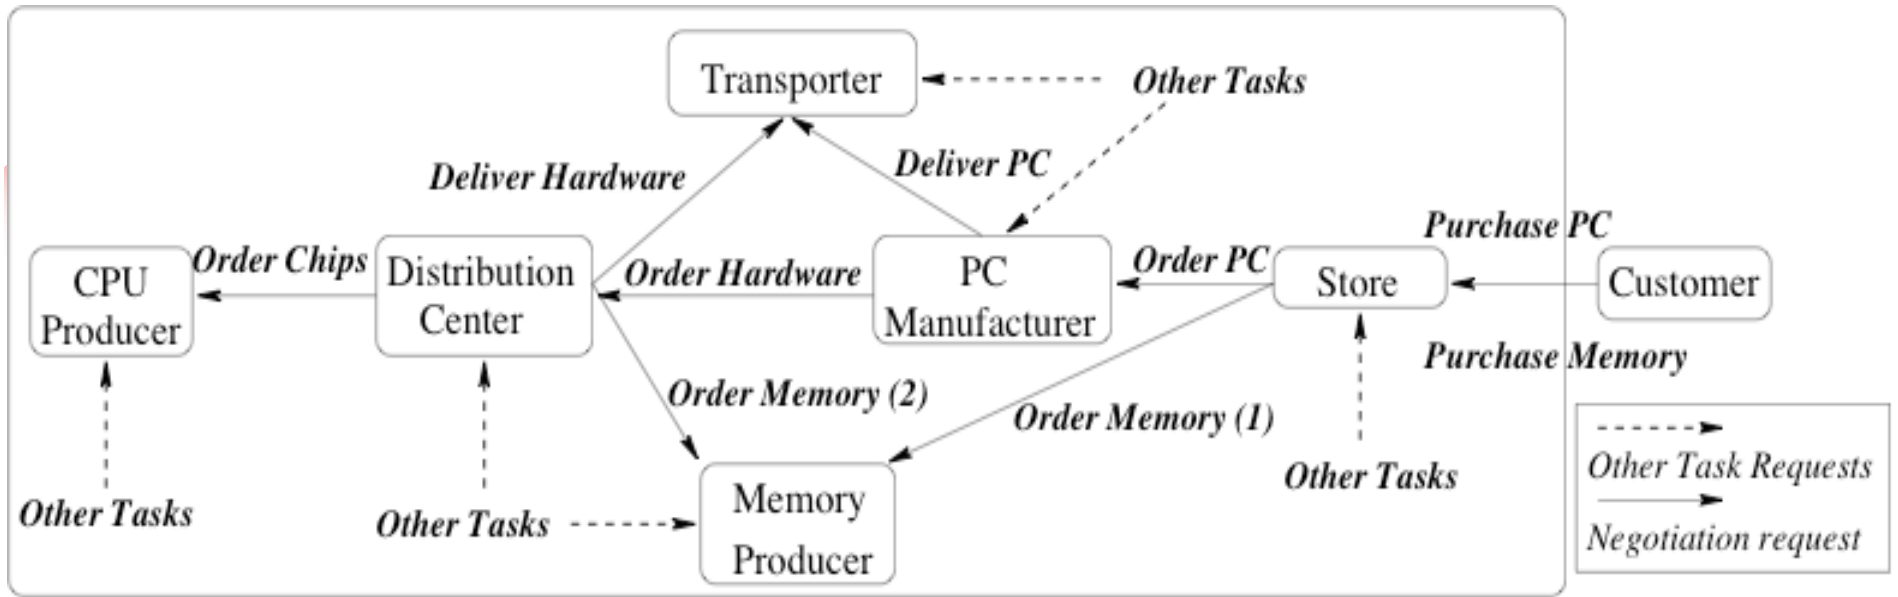 Transporter
Other Tasks
Deliver Hardware
Deliver PC
Purchase PC
CPU
Producer
Order Chips
Distribution
Center
Order Hardware
PC
Manufacturer
Order PC
Store
Customer
Purchase Memory
Order Memory (2)
Order Memory (1)
Other Tasks
Other Tasks
Other Tasks
Memory
Producer
Other Task Requests
Negotiation request